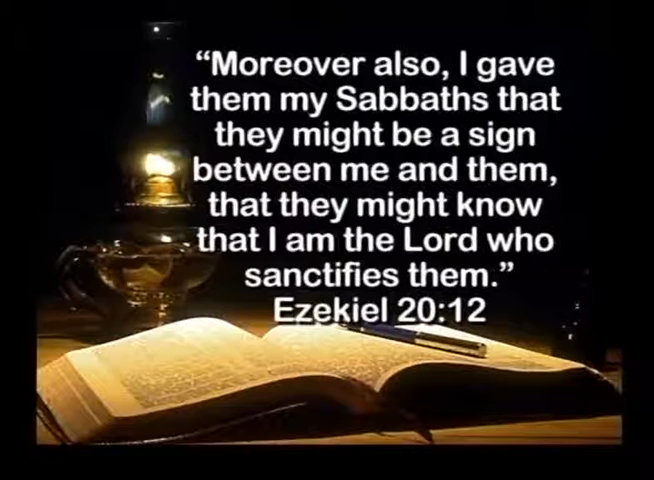 “Moreover also, I gave
them my Sabbaths that
they might be a sign
between me and them,
that they might know
that I am the Lord who
sanctifies them.”
Ezekiel 20:12